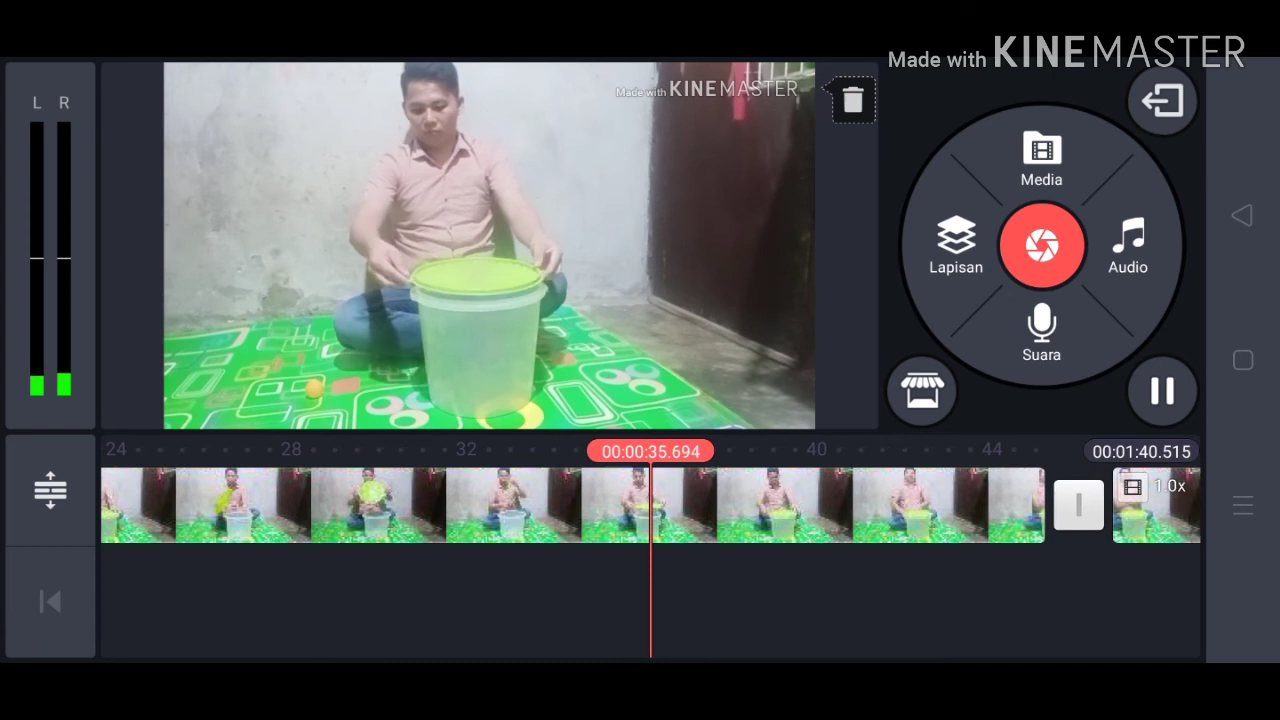 Made with KINEMASTER
L R
Made with KINEMASTER
Media
Lapisan
Audio
Suara
24 28 32 00:00:35.694 40 44 00:01:40.515
1.0x